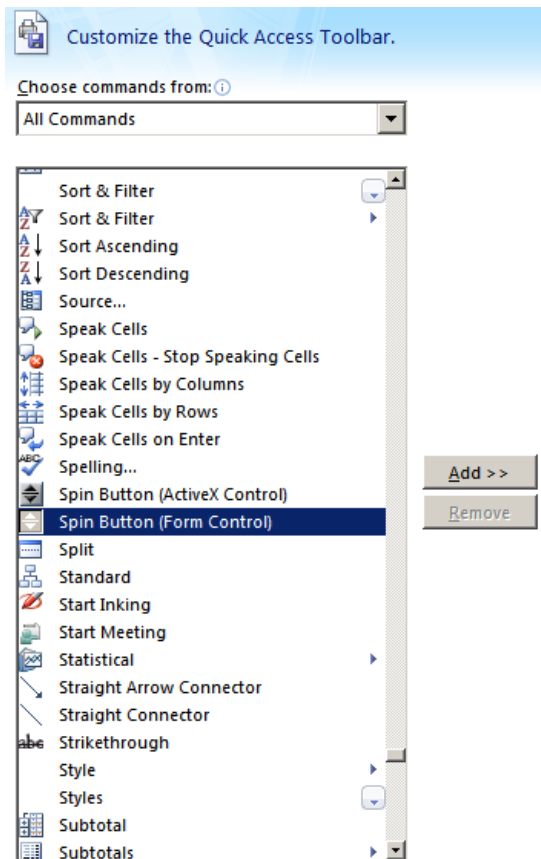 Customize the Quick Access Toolbar.
Choose commands from:
All Commands
Sort & Filter
Sort & Filter
Sort Ascending
Sort Descending
Source...
Speak Cells
Speak Cells - Stop Speaking Cells
Speak Cells by Columns
Speak Cells by Rows
Speak Cells on Enter
Spelling...
Spin Button (ActiveX Control)
Spin Button (Form Control)
Split
Standard
Start Inking
Start Meeting
Statistical
Straight Arrow Connector
Straight Connector
Strikethrough
Style
Styles
Subtotal
Subtotals
Add >>
Remove